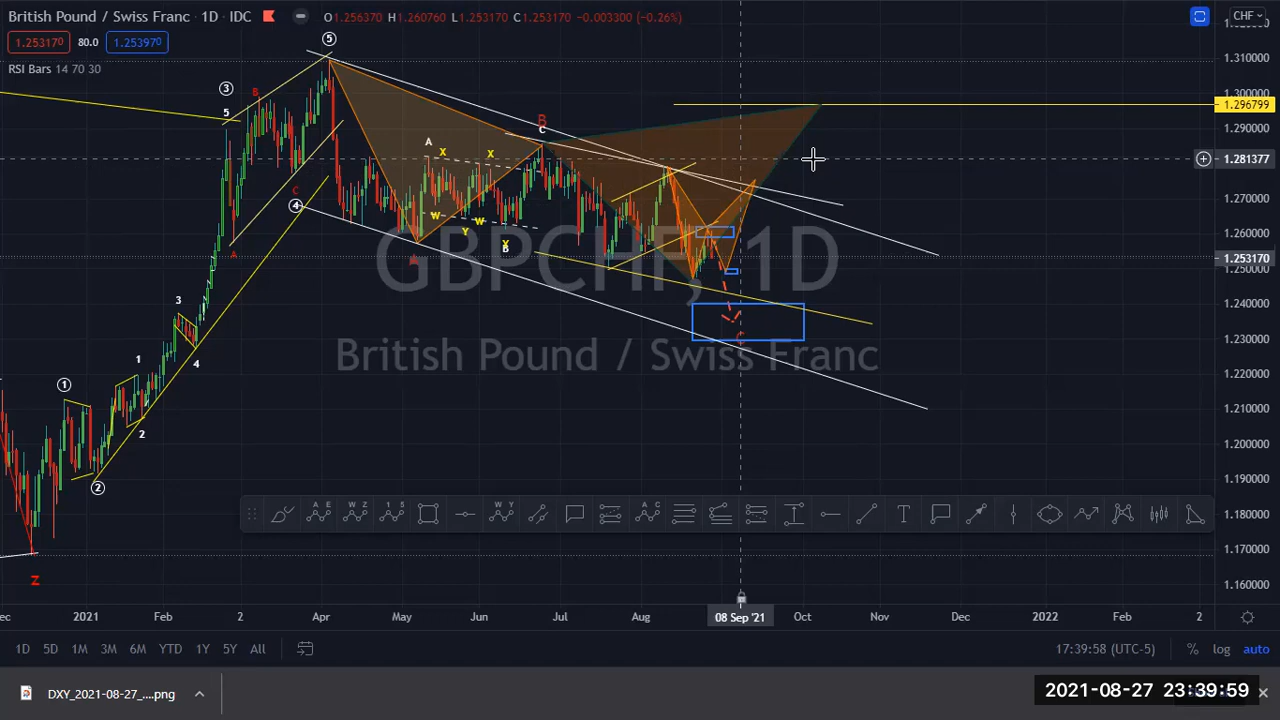 British Pound / Swiss Franc · 1D · IDC O1.256370 H1.260760 L1.253170 C1.253170 -0.003300 (-0.26%) CHF
1.253170 80.0 1.253970
RSI Bars 14 70 30
1.310000
1.300000
1.296799
1.290000
1.281377
1.270000
1.260000
1.253170
1.250000
1.240000
1.230000
1.220000
1.210000
1.200000
1.190000
1.180000
1.170000
1.160000
5
3
B
5
B
C
A
X
X
C
4
W
W
Y
A
B
A
3
C
1
4
1
2
2
Z
GBPCHF, 1D
British Pound / Swiss Franc
A E
W Z
1 5
W Y
A C
T
ec 2021 Feb 2 Apr May Jun Jul Aug 08 Sep '21 Oct Nov Dec 2022 Feb 2
1D 5D 1M 3M 6M YTD 1Y 5Y All 17:39:58 (UTC-5) % log auto
DXY_2021-08-27_....png
2021-08-27 23:39:59